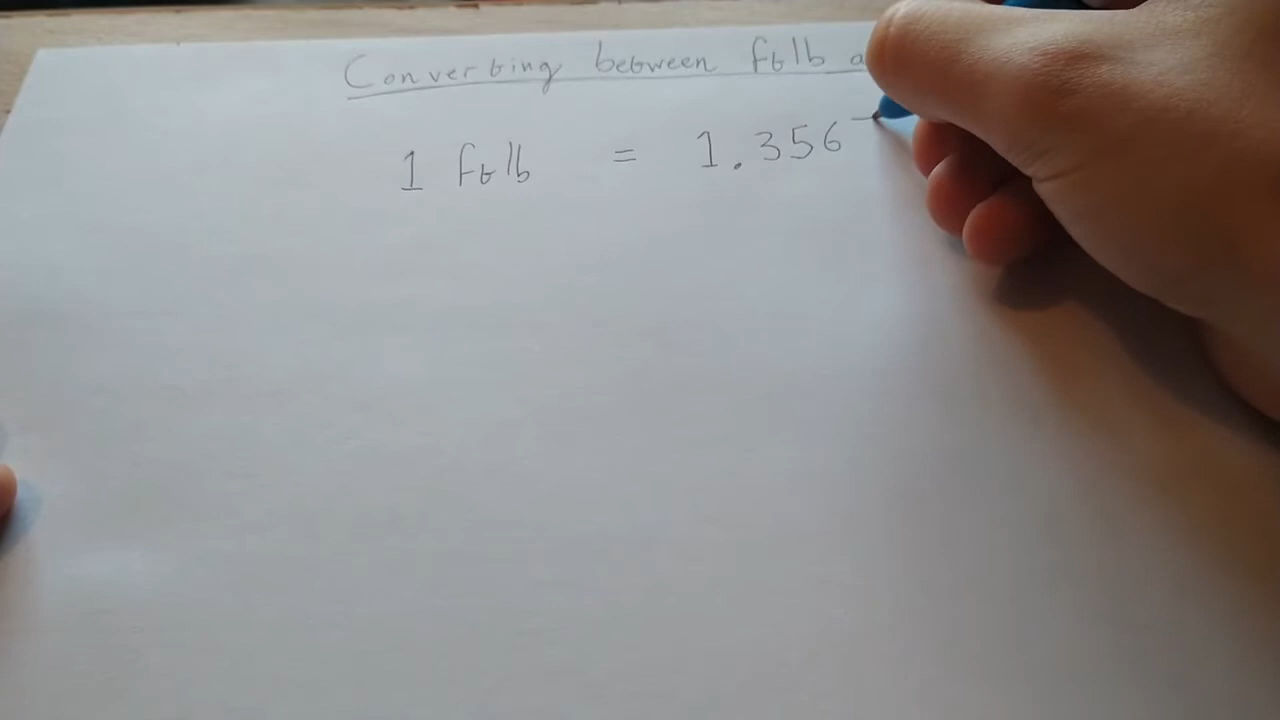 Converting between ftlb a
1 ftlb = 1.356